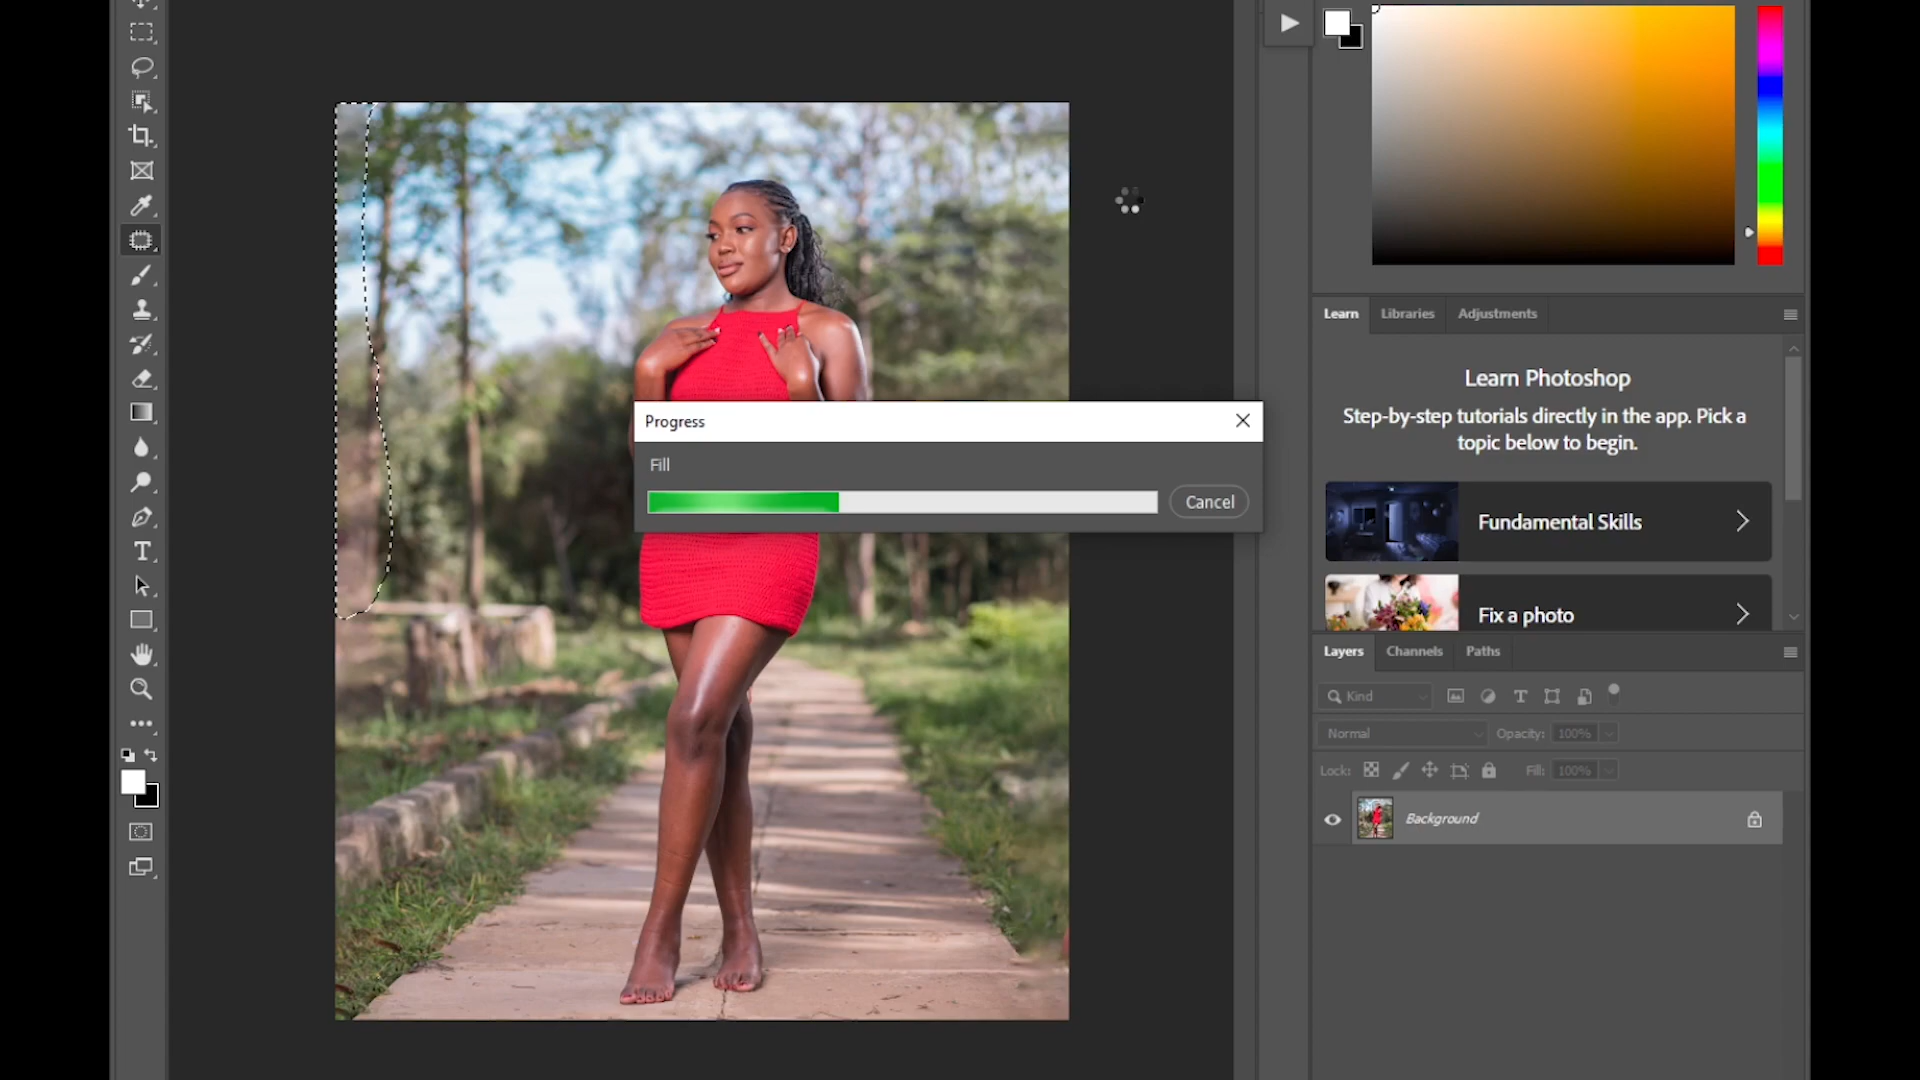 Progress
Fill
Cancel
Learn Libraries Adjustments
Learn Photoshop
Step-by-step tutorials directly in the app. Pick a
topic below to begin.
Fundamental Skills
Fix a photo
Layers Channels Paths
Kind
Normal Opacity: 100%
Lock: Fill: 100%
Background